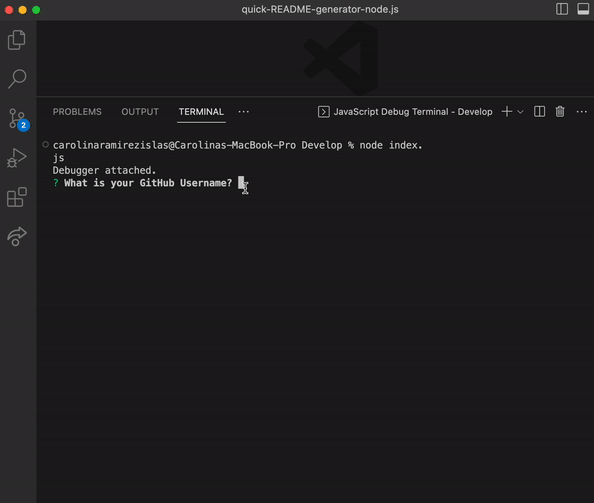 quick-README-generator-node.js
PROBLEMS OUTPUT TERMINAL ··· JavaScript Debug Terminal - Develop
2
carolinaramirezislas@Carolinas-MacBook-Pro Develop % node index.
js
Debugger attached.
? What is your GitHub Username?